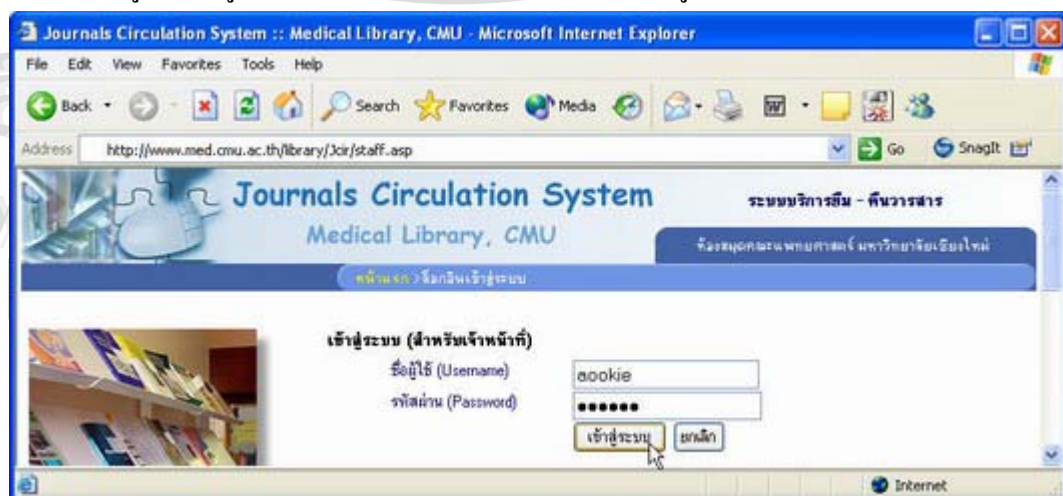 Journals Circulation System :: Medical Library, CMU - Microsoft Internet Explorer
File Edit View Favorites Tools Help
Back Search Favorites Media
Address http://www.med.cmu.ac.th/library/Jcir/staff.asp Go SnagIt
Journals Circulation System
ระบบบริการยืม - คืนวารสาร
Medical Library, CMU
ห้องสมุดคณะแพทยศาสตร์ มหาวิทยาลัยเชียงใหม่
หน้าแรก > ล็อกอินเข้าสู่ระบบ
เข้าสู่ระบบ (สำหรับเจ้าหน้าที่)
ชื่อผู้ใช้ (Username) aookie
รหัสผ่าน (Password) ●●●●●●
เข้าสู่ระบบ ยกเลิก
Internet